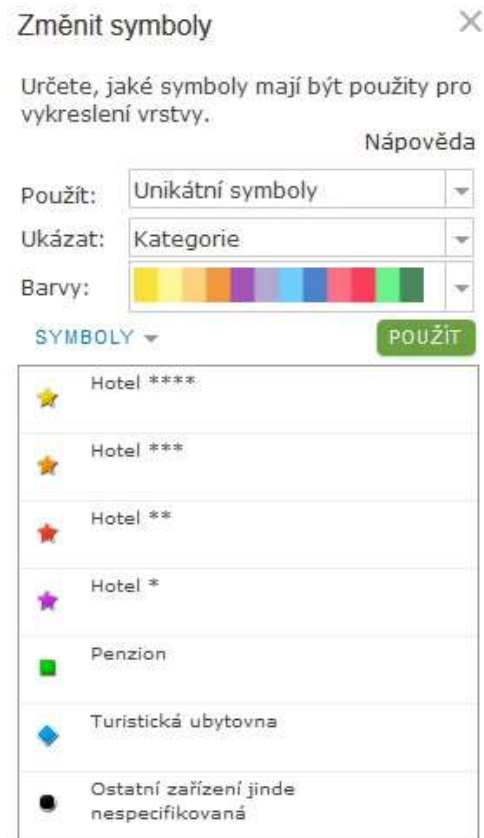 Změnit symboly
Určete, jaké symboly mají být použity pro
vykreslení vrstvy.
Nápověda
Použít: Unikátní symboly
Ukázat: Kategorie
Barvy:
SYMBOLY POUŽÍT
Hotel ****
Hotel ***
Hotel **
Hotel *
Penzion
Turistická ubytovna
Ostatní zařízení jinde
nespecifikovaná